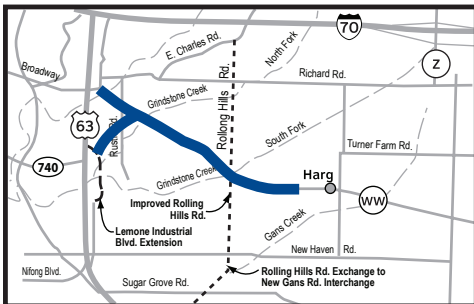 70
E. Charles Rd.
Broadway
Rollong Hills Rd.
North Fork
Z
Richard Rd.
Grindstone Creek
63
Rd.
South Fork
Turner Farm Rd.
740
Grindstone Creek
Harg
WW
Improved Rolling
Hills Rd.
Gans Creek
Lemone Industrial
Blvd. Extension
New Haven Rd.
Nifong Blvd.
Rolling Hills Rd. Exchange to
New Gans Rd. Interchange
Sugar Grove Rd.